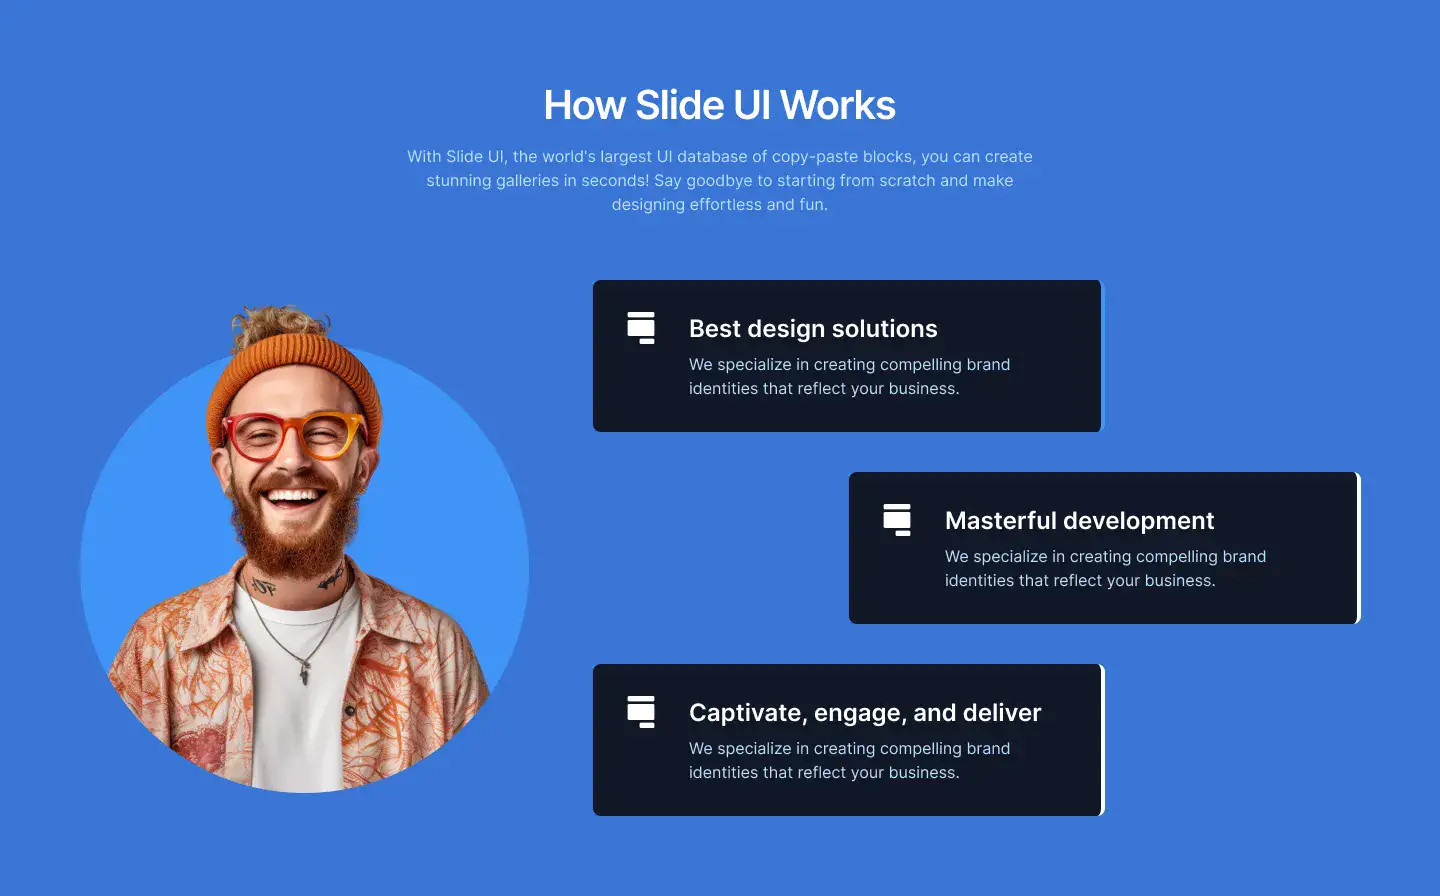 How Slide UI Works
With Slide UI, the world's largest UI database of copy-paste blocks, you can create
stunning galleries in seconds! Say goodbye to starting from scratch and make
designing effortless and fun.
Best design solutions
We specialize in creating compelling brand
identities that reflect your business.
Masterful development
We specialize in creating compelling brand
identities that reflect your business.
Captivate, engage, and deliver
We specialize in creating compelling brand
identities that reflect your business.